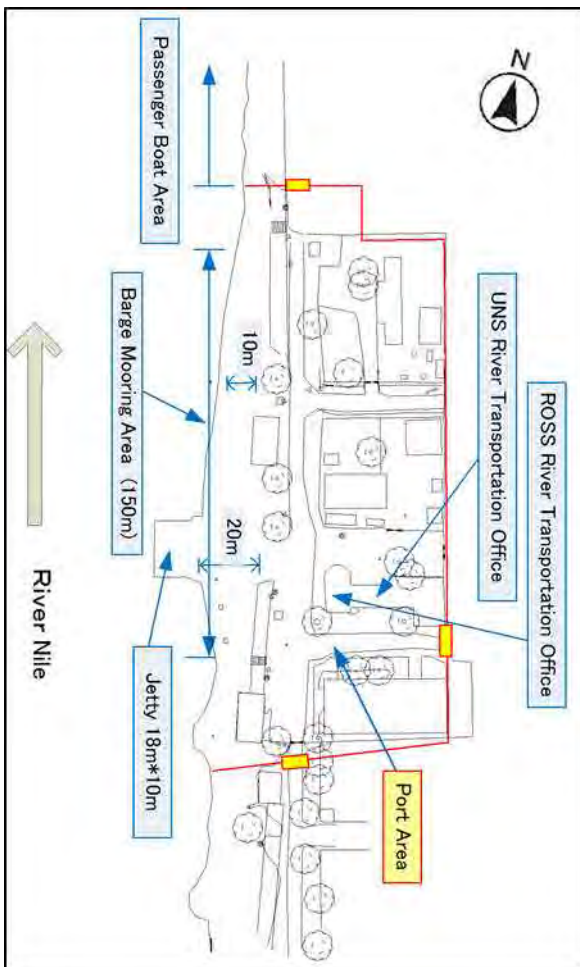 N
Passenger Boat Area
UNS River Transportation Office
ROSS River Transportation Office
10m
Barge Mooring Area (150m)
20m
Port Area
Jetty 18m*10m
River Nile